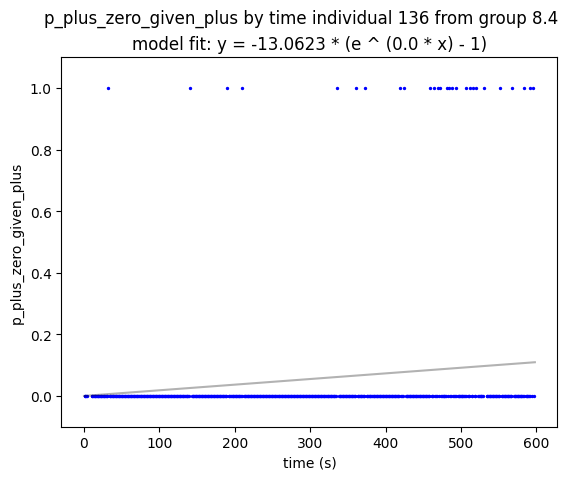 p_plus_zero_given_plus by time individual 136 from group 8.4
model fit: y = -13.0623 * (e ^ (0.0 * x) - 1)
p_plus_zero_given_plus
1.0
0.8
0.6
0.4
0.2
0.0
0 100 200 300 400 500 600
time (s)